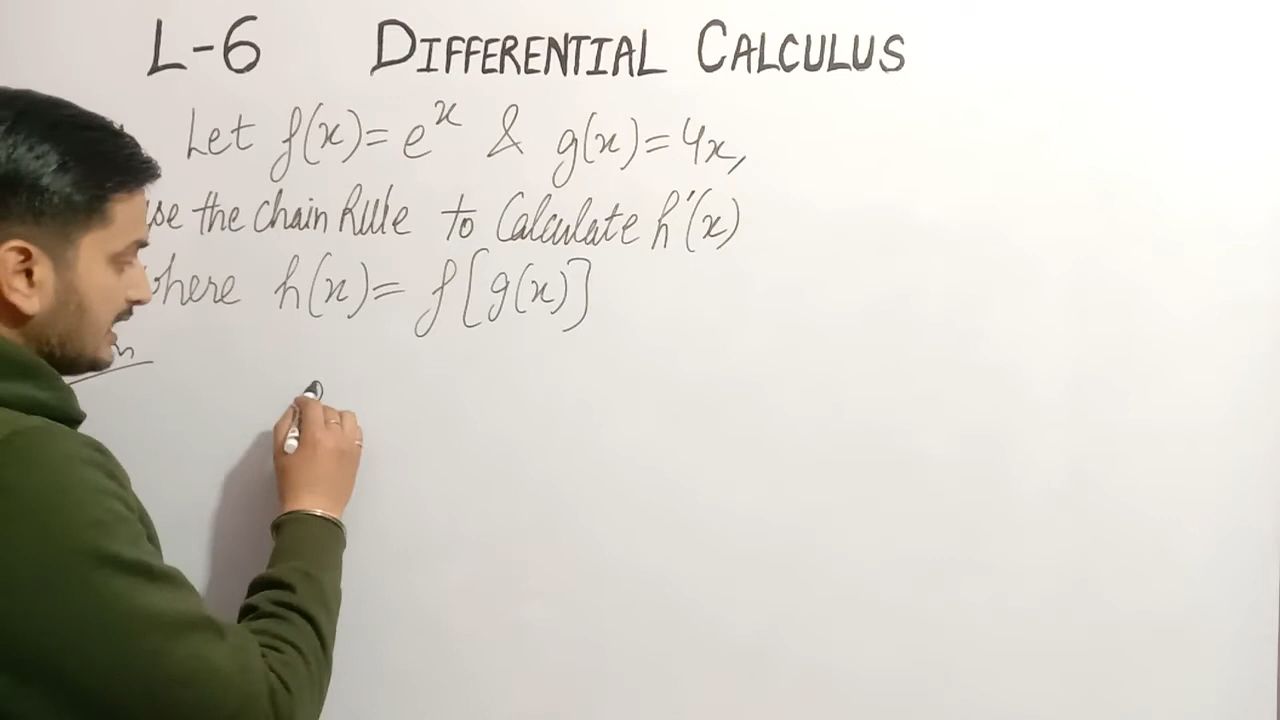 L-6 DIFFERENTIAL CALCULUS
Let f(x)= e^x & g(x)= 4x,
the chain Rule to Calculate h'(x)
h(x)= f[g(x)]